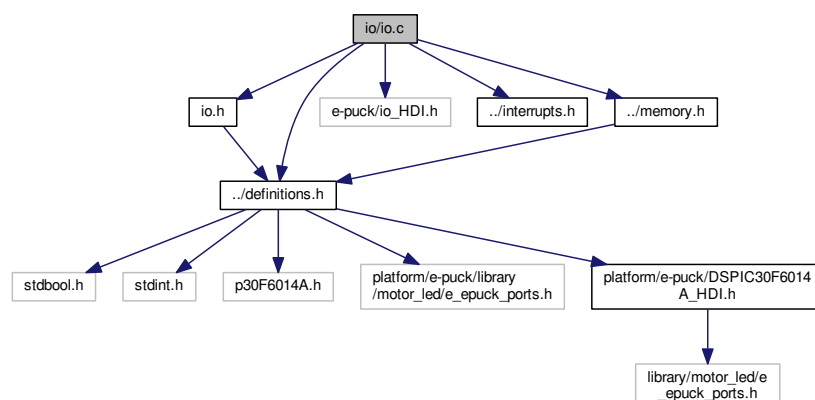 io/io.c
io.h
e-puck/io_HDI.h
../interrupts.h
../memory.h
../definitions.h
stdbool.h
stdint.h
p30F6014A.h
platform/e-puck/library
/motor_led/e_epuck_ports.h
platform/e-puck/DSPIC30F6014
A_HDI.h
library/motor_led/e
_epuck_ports.h